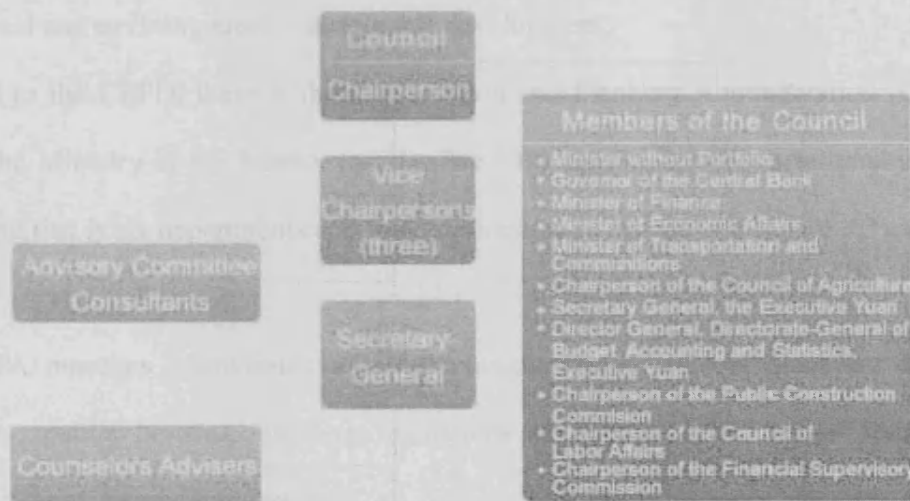 Council
Chairperson
Vice
Chairpersons
(three)
Advisory Committee
Consultants
Secretary-
General
Counselors Advisers
Members of the Council
• Minister without Portfolio
• Governor of the Central Bank
• Minister of Finance
• Minister of Economic Affairs
• Minister of Transportation and
Communitions
• Chairperson of the Council of Agriculture
• Secretary General, the Executive Yuan
• Director General, Directorate-General of
Budget, Accounting and Statistics,
Executive Yuan
• Chairperson of the Public Construction
Commision
• Chairperson of the Council of
Labor Affairs
• Chairperson of the Financial Supervisory
Commission